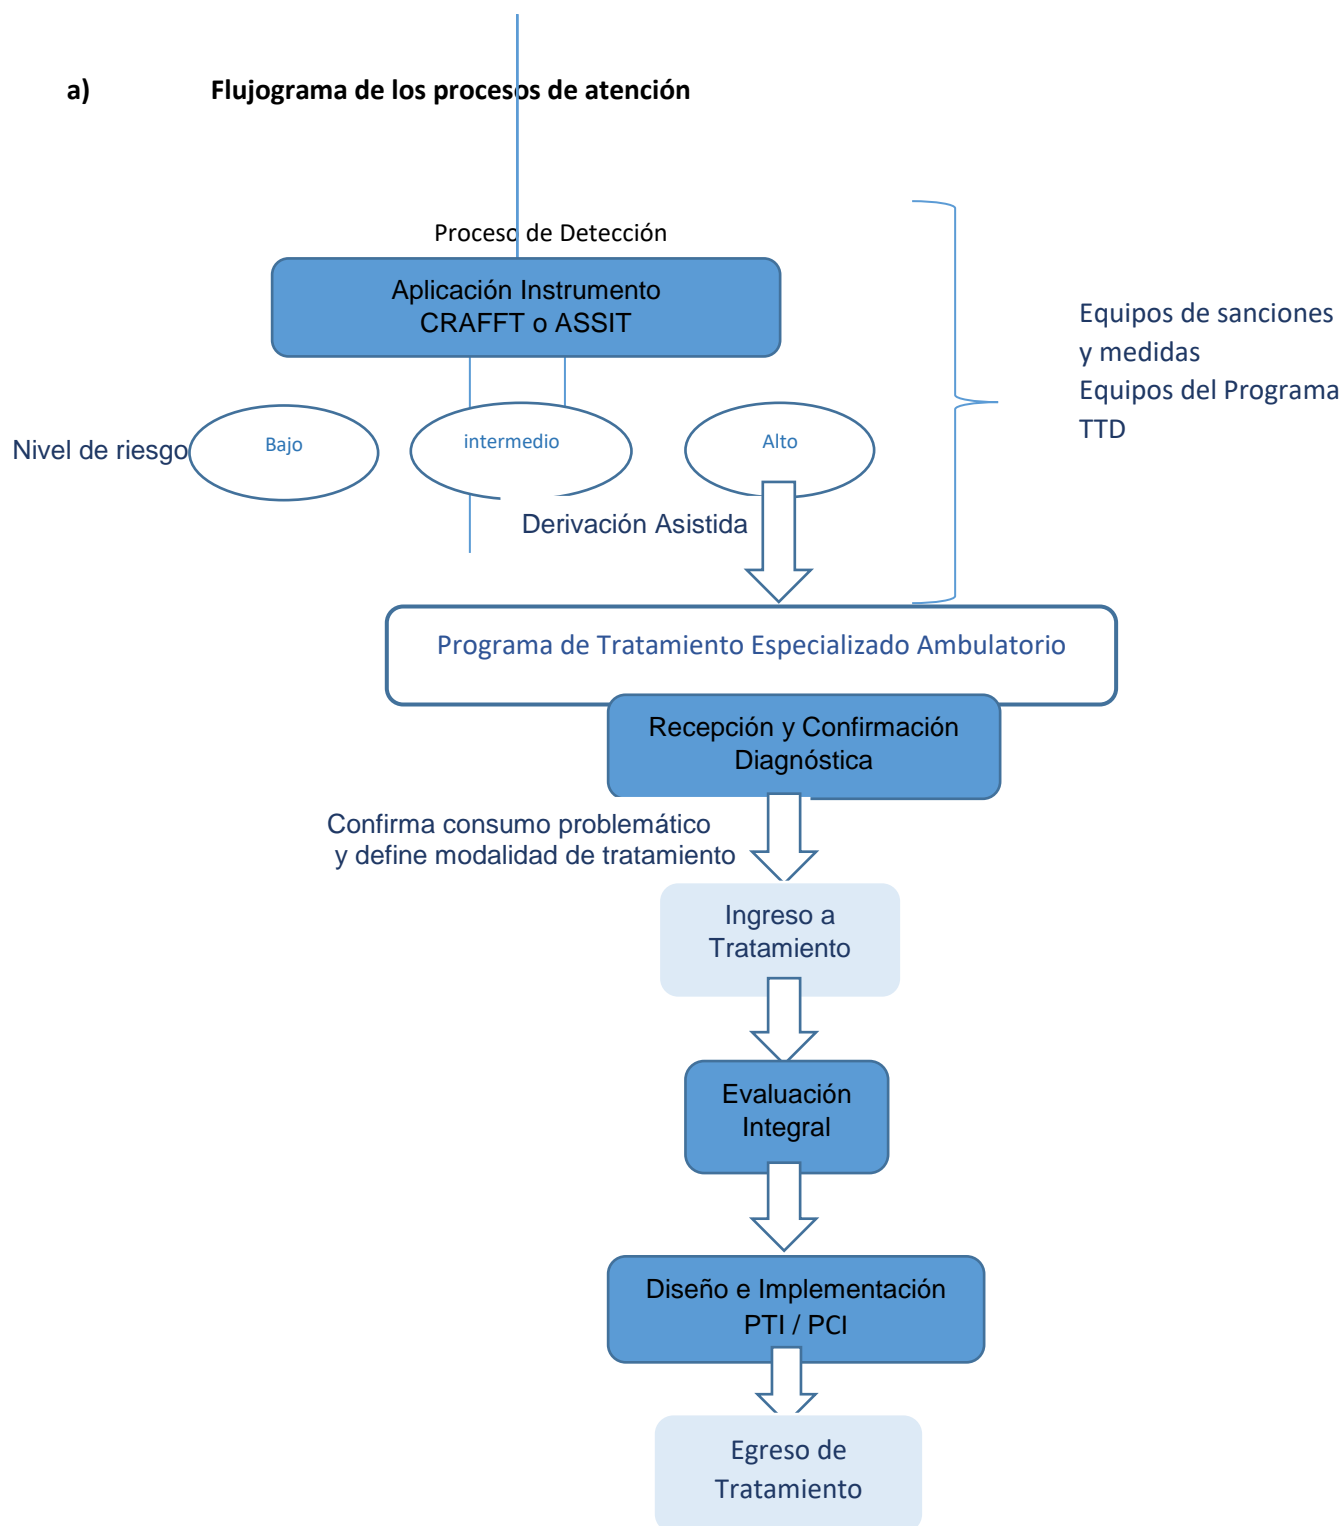 a) Flujograma de los procesos de atención
Proceso de Detección
Aplicación Instrumento
CRAFFT o ASSIT
Equipos de sanciones
y medidas
Equipos del Programa
TTD
Nivel de riesgo
Bajo
intermedio
Alto
Derivación Asistida
Programa de Tratamiento Especializado Ambulatorio
Recepción y Confirmación
Diagnóstica
Confirma consumo problemático
y define modalidad de tratamiento
Ingreso a
Tratamiento
Evaluación
Integral
Diseño e Implementación
PTI / PCI
Egreso de
Tratamiento